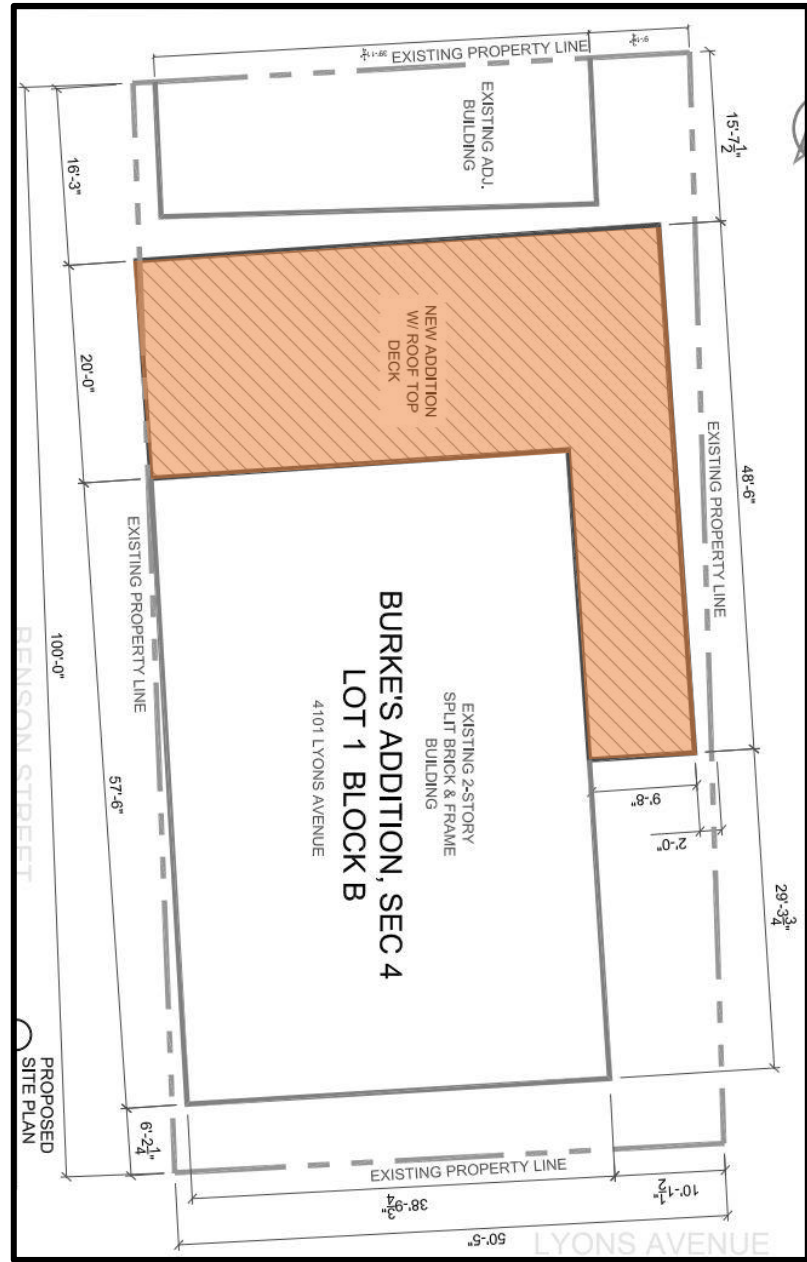 EXISTING PROPERTY LINE
39'-11 1/4"
EXISTING ADJ.
BUILDING
15'-7 1/2"
16'-3"
20'-0"
NEW ADDITION
W/ ROOF TOP
DECK
EXISTING PROPERTY LINE
48'-6"
EXISTING PROPERTY LINE
57'-6"
100'-0"
BENSON STREET
EXISTING 2-STORY
SPLIT BRICK & FRAME
BUILDING
BURKE'S ADDITION, SEC 4
LOT 1 BLOCK B
4101 LYONS AVENUE
9'-8"
2'-0"
29'-3 3/4"
PROPOSED
SITE PLAN
6'-2 1/4"
EXISTING PROPERTY LINE
38'-9 3/4"
10'-1 1/2"
50'-5"
LYONS AVENUE